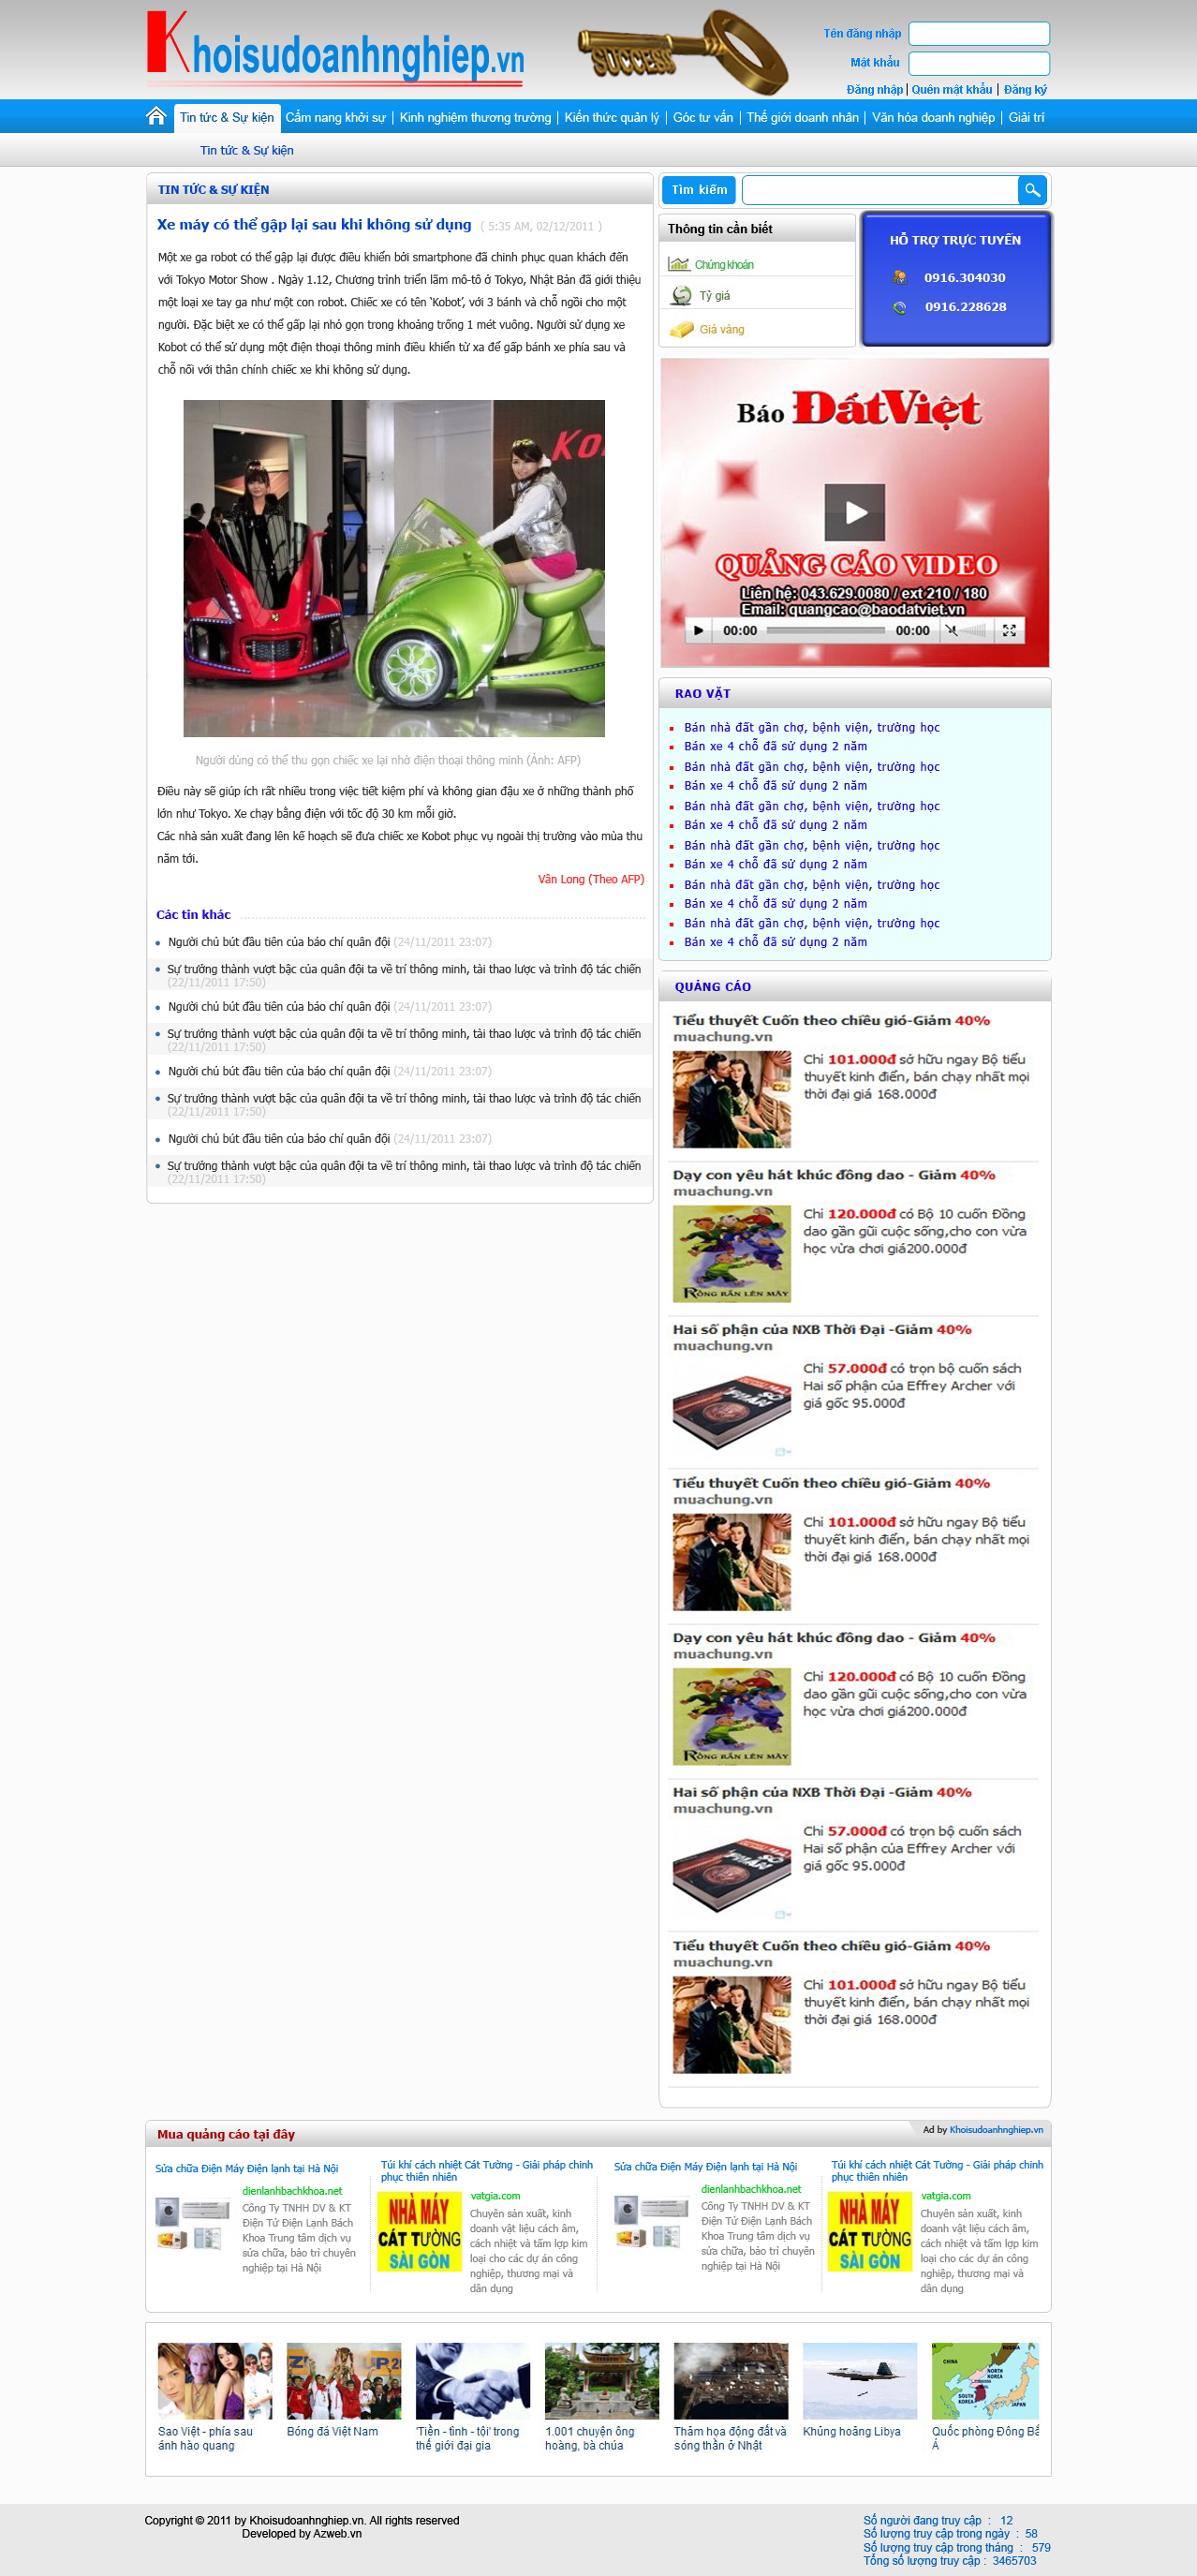 Khoisudoanhnghiep.vn
SUCCESS
Tên đăng nhập
Mật khẩu
Đăng nhập | Quên mật khẩu | Đăng ký
Tin tức & Sự kiện
Cẩm nang khởi sự | Kinh nghiệm thương trường | Kiến thức quản lý | Góc tư vấn | Thế giới doanh nhân | Văn hóa doanh nghiệp | Giải trí
Tin tức & Sự kiện
TIN TỨC & SỰ KIỆN
Xe máy có thể gập lại sau khi không sử dụng ( 5:35 AM, 02/12/2011 )
Một xe ga robot có thể gập lại được điều khiển bởi smartphone đã chinh phục quan khách đến
với Tokyo Motor Show . Ngày 1.12, Chương trình triển lãm mô-tô ở Tokyo, Nhật Bản đã giới thiệu
một loại xe tay ga như một con robot. Chiếc xe có tên 'Kobot', với 3 bánh và chỗ ngồi cho một
người. Đặc biệt xe có thể gấp lại nhỏ gọn trong khoảng trống 1 mét vuông. Người sử dụng xe
Kobot có thể sử dụng một điện thoại thông minh điều khiển từ xa để gấp bánh xe phía sau và
chỗ nối với thân chính chiếc xe khi không sử dụng.
Người dùng có thể thu gọn chiếc xe lại nhờ điện thoại thông minh (Ảnh: AFP)
Điều này sẽ giúp ích rất nhiều trong việc tiết kiệm phí và không gian đậu xe ở những thành phố
lớn như Tokyo. Xe chạy bằng điện với tốc độ 30 km mỗi giờ.
Các nhà sản xuất đang lên kế hoạch sẽ đưa chiếc xe Kobot phục vụ ngoài thị trường vào mùa thu
năm tới.
Vân Long (Theo AFP)
Các tin khác
Người chủ bút đầu tiên của báo chí quân đội (24/11/2011 23:07)
Sự trưởng thành vượt bậc của quân đội ta về trí thông minh, tài thao lược và trình độ tác chiến
(22/11/2011 17:50)
Người chủ bút đầu tiên của báo chí quân đội (24/11/2011 23:07)
Sự trưởng thành vượt bậc của quân đội ta về trí thông minh, tài thao lược và trình độ tác chiến
(22/11/2011 17:50)
Người chủ bút đầu tiên của báo chí quân đội (24/11/2011 23:07)
Sự trưởng thành vượt bậc của quân đội ta về trí thông minh, tài thao lược và trình độ tác chiến
(22/11/2011 17:50)
Người chủ bút đầu tiên của báo chí quân đội (24/11/2011 23:07)
Sự trưởng thành vượt bậc của quân đội ta về trí thông minh, tài thao lược và trình độ tác chiến
(22/11/2011 17:50)
Tìm kiếm
Thông tin cần biết
Chứng khoán
Tỷ giá
Giá vàng
HỖ TRỢ TRỰC TUYẾN
0916.304030
0916.228628
Báo ĐấtViệt
QUẢNG CÁO VIDEO
Liên hệ: 043.629.0080 / ext 210 / 180
Email: quangcao@baodatviet.vn
00:00 00:00
RAO VẶT
Bán nhà đất gần chợ, bệnh viện, trường học
Bán xe 4 chỗ đã sử dụng 2 năm
Bán nhà đất gần chợ, bệnh viện, trường học
Bán xe 4 chỗ đã sử dụng 2 năm
Bán nhà đất gần chợ, bệnh viện, trường học
Bán xe 4 chỗ đã sử dụng 2 năm
Bán nhà đất gần chợ, bệnh viện, trường học
Bán xe 4 chỗ đã sử dụng 2 năm
Bán nhà đất gần chợ, bệnh viện, trường học
Bán xe 4 chỗ đã sử dụng 2 năm
Bán nhà đất gần chợ, bệnh viện, trường học
Bán xe 4 chỗ đã sử dụng 2 năm
QUẢNG CÁO
Tiểu thuyết Cuốn theo chiều gió-Giảm 40%
muachung.vn
Chỉ 101.000đ sở hữu ngay Bộ tiểu
thuyết kinh điển, bán chạy nhất mọi
thời đại giá 168.000đ
Dạy con yêu hát khúc đồng dao - Giảm 40%
muachung.vn
Chỉ 120.000đ có Bộ 10 cuốn Đồng
dao gần gũi cuộc sống,cho con vừa
học vừa chơi giá200.000đ
RỒNG RẮN LÊN MÂY
Hai số phận của NXB Thời Đại -Giảm 40%
muachung.vn
Chỉ 57.000đ có trọn bộ cuốn sách
Hai số phận của Effrey Archer với
giá gốc 95.000đ
Tiểu thuyết Cuốn theo chiều gió-Giảm 40%
muachung.vn
Chỉ 101.000đ sở hữu ngay Bộ tiểu
thuyết kinh điển, bán chạy nhất mọi
thời đại giá 168.000đ
Dạy con yêu hát khúc đồng dao - Giảm 40%
muachung.vn
Chỉ 120.000đ có Bộ 10 cuốn Đồng
dao gần gũi cuộc sống,cho con vừa
học vừa chơi giá200.000đ
RỒNG RẮN LÊN MÂY
Hai số phận của NXB Thời Đại -Giảm 40%
muachung.vn
Chỉ 57.000đ có trọn bộ cuốn sách
Hai số phận của Effrey Archer với
giá gốc 95.000đ
Tiểu thuyết Cuốn theo chiều gió-Giảm 40%
muachung.vn
Chỉ 101.000đ sở hữu ngay Bộ tiểu
thuyết kinh điển, bán chạy nhất mọi
thời đại giá 168.000đ
Mua quảng cáo tại đây
Ad by Khoisudoanhnghiep.vn
Sửa chữa Điện Máy Điện lạnh tại Hà Nội
dienlanhbachkhoa.net
Công Ty TNHH DV & KT
Điện Tử Điện Lạnh Bách
Khoa Trung tâm dịch vụ
sửa chữa, bảo trì chuyên
nghiệp tại Hà Nội
Túi khí cách nhiệt Cát Tường - Giải pháp chinh
phục thiên nhiên
NHÀ MÁY
CÁT TƯỜNG
SÀI GÒN
vatgia.com
Chuyên sản xuất, kinh
doanh vật liệu cách âm,
cách nhiệt và tấm lợp kim
loại cho các dự án công
nghiệp, thương mại và
dân dụng
Sửa chữa Điện Máy Điện lạnh tại Hà Nội
dienlanhbachkhoa.net
Công Ty TNHH DV & KT
Điện Tử Điện Lạnh Bách
Khoa Trung tâm dịch vụ
sửa chữa, bảo trì chuyên
nghiệp tại Hà Nội
Túi khí cách nhiệt Cát Tường - Giải pháp chinh
phục thiên nhiên
NHÀ MÁY
CÁT TƯỜNG
SÀI GÒN
vatgia.com
Chuyên sản xuất, kinh
doanh vật liệu cách âm,
cách nhiệt và tấm lợp kim
loại cho các dự án công
nghiệp, thương mại và
dân dụng
CHINA
RUSSIA
NORTH KOREA
SOUTH KOREA
JAPAN
Sao Việt - phía sau
ánh hào quang
Bóng đá Việt Nam
'Tiền - tình - tội' trong
thế giới đại gia
1.001 chuyện ông
hoàng, bà chúa
Thảm họa động đất và
sóng thần ở Nhật
Khủng hoảng Libya
Quốc phòng Đông Bắ
Á
Copyright © 2011 by Khoisudoanhnghiep.vn. All rights reserved
Developed by Azweb.vn
Số người đang truy cập : 12
Số lượng truy cập trong ngày : 58
Số lượng truy cập trong tháng : 579
Tổng số lượng truy cập : 3465703